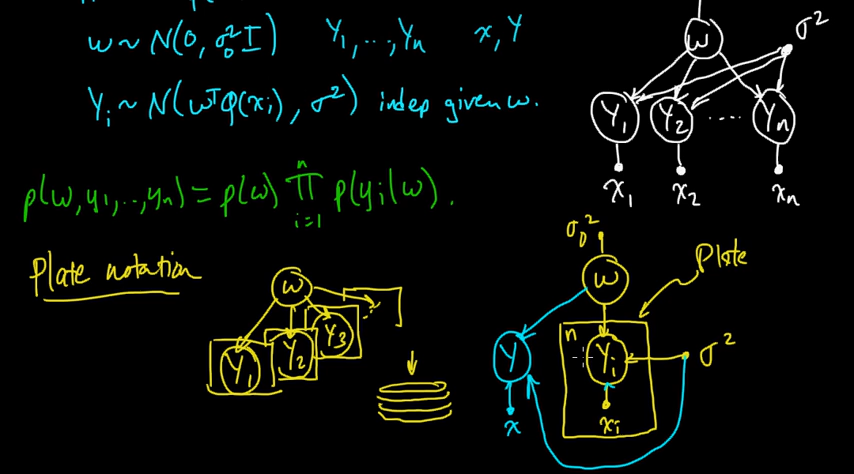 w ~ N(0, σ₀²I)    Y₁, ..., Yₙ    x, Y
Yᵢ ~ N(wᵀφ(xᵢ), σ²) indep given w.
w
σ²
Y₁ Y₂ .... Yₙ
x₁ x₂ xₙ
p(w, y₁, .., yₙ) = p(w) ∏ᵢ₌₁ⁿ p(yᵢ|w).
Plate notation
w
Y₁ Y₂ Y₃
σ₀²
Plate
w
n
Y Yᵢ σ²
x xᵢ